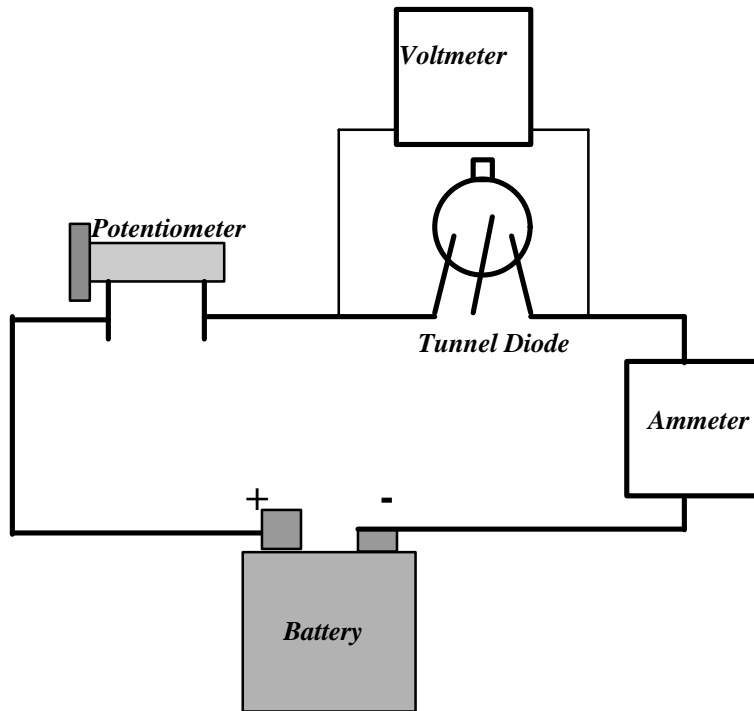 Voltmeter
Potentiometer
Tunnel Diode
Ammeter
+ -
Battery